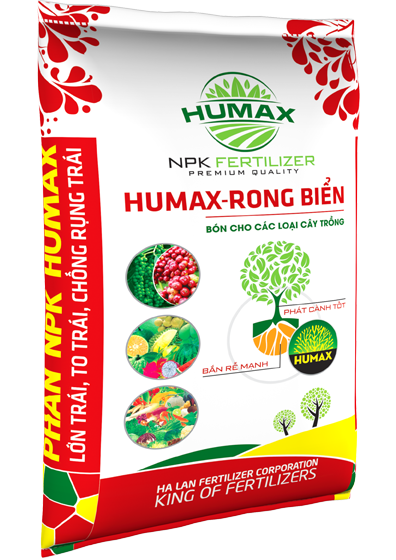 HUMAX
NPK FERTILIZER
PREMIUM QUALITY
HUMAX-RONG BIỂN
BÓN CHO CÁC LOẠI CÂY TRỒNG
PHÁT CÀNH TỐT
HUMAX
BẮN RỄ MẠNH
HA LAN FERTILIZER CORPORATION
KING OF FERTILIZERS
PHÂN NPK HUMAX
LỚN TRÁI, TO TRÁI, CHỐNG RỤNG TRÁI